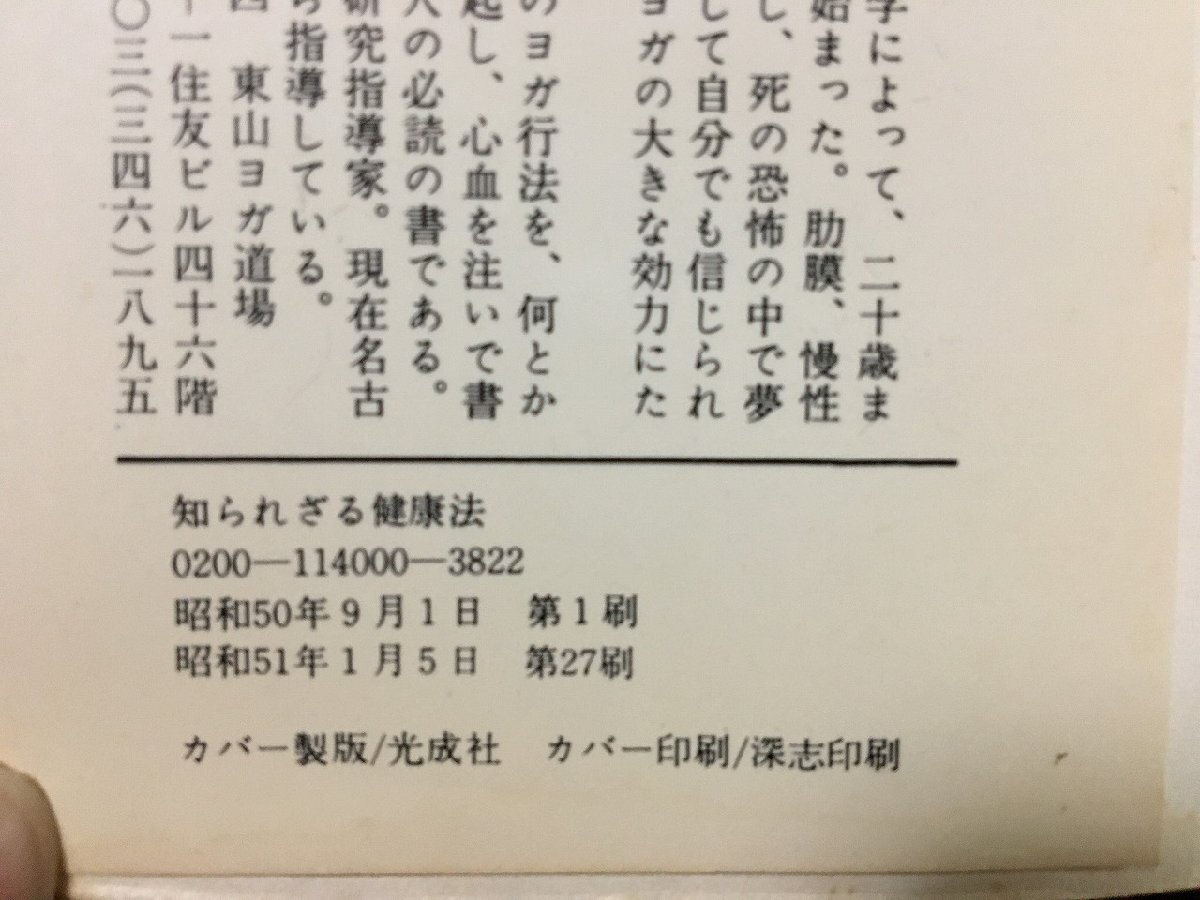 学によって、二十歳ま
始まった。肋膜、慢性
し、死の恐怖の中で夢
して自分でも信じられ
ヨガの大きな効力にた
のヨガ行法を、何とか
起し、心血を注いで書
人の必読の書である。
研究指導家。現在名古
ら指導している。
四 東山ヨガ道場
一住友ビル四十六階
〇三(三四六)一八九五
知られざる健康法
0200—114000—3822
昭和50年9月1日 第1刷
昭和51年1月5日 第27刷
カバー製版/光成社 カバー印刷/深志印刷